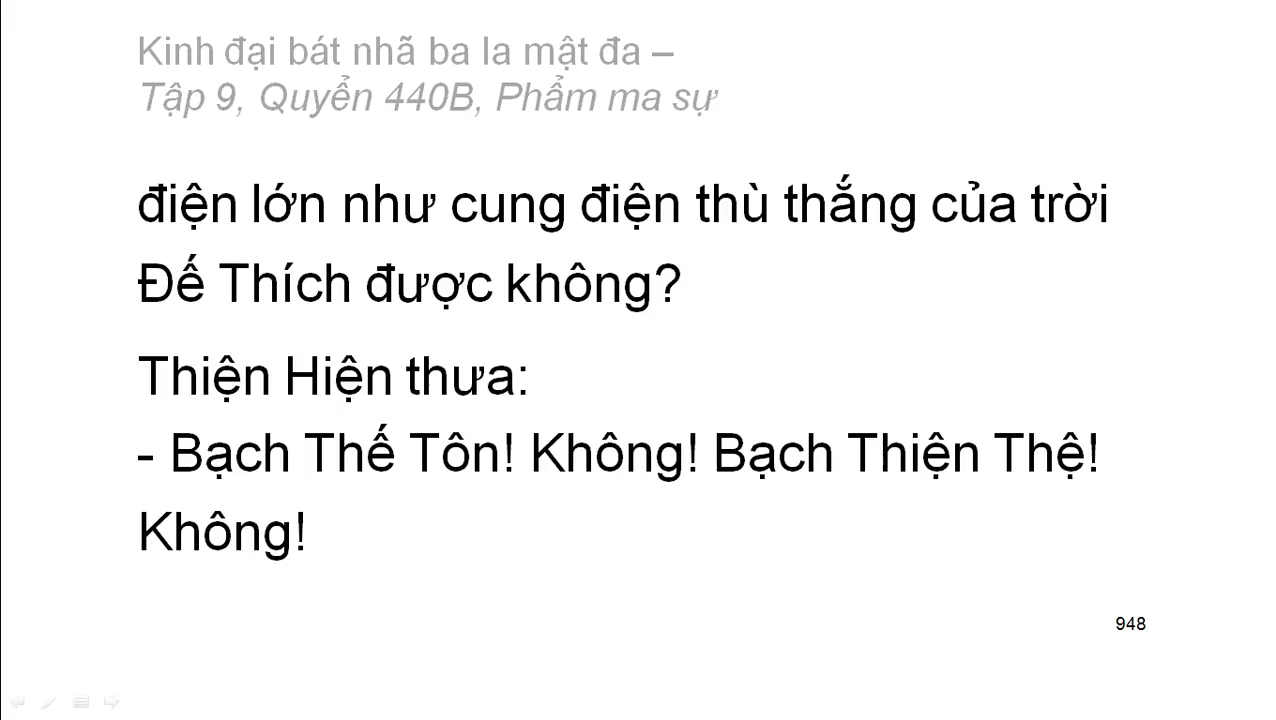 Kinh đại bát nhã ba la mật đa –
Tập 9, Quyển 440B, Phẩm ma sự
điện lớn như cung điện thù thắng của trời
Đế Thích được không?
Thiện Hiện thưa:
- Bạch Thế Tôn! Không! Bạch Thiện Thệ!
Không!
948